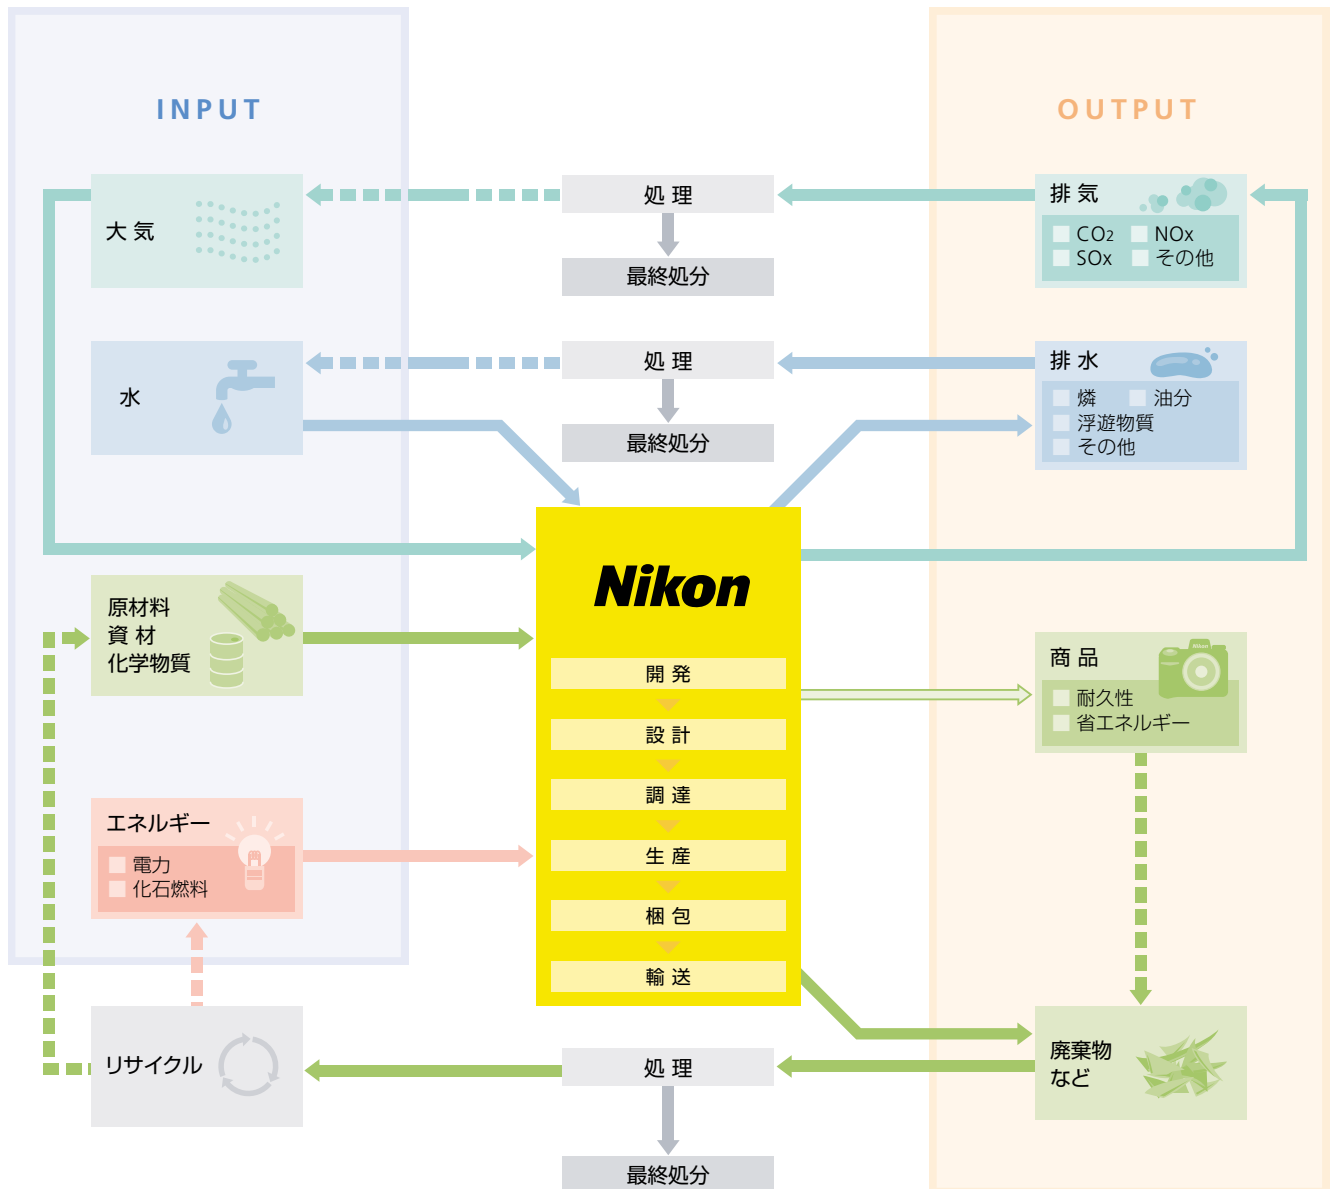 INPUT
OUTPUT
大気
処理
最終処分
排気
CO2 NOx
SOx その他
水
処理
最終処分
排水
燐 油分
浮遊物質
その他
Nikon
開発
設計
調達
生産
梱包
輸送
原材料
資材
化学物質
エネルギー
電力
化石燃料
商品
Nikon
耐久性
省エネルギー
リサイクル
処理
最終処分
廃棄物
など